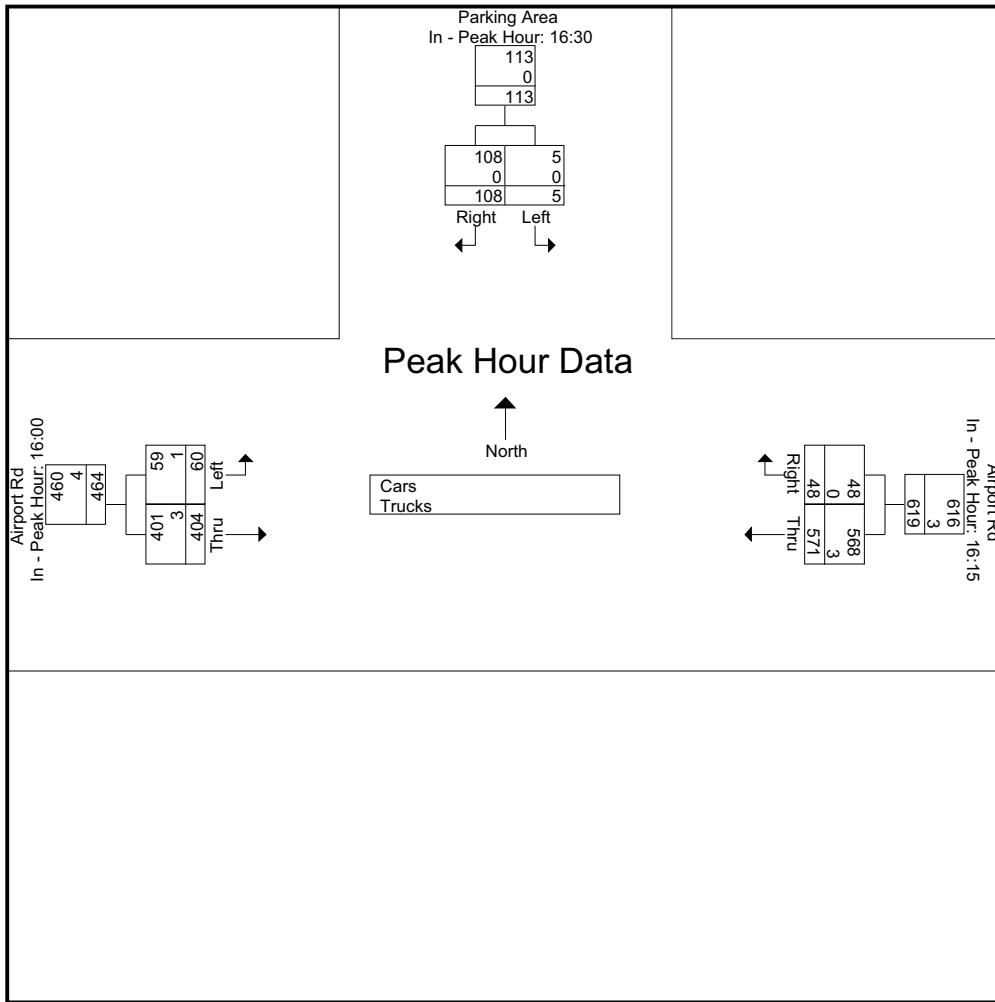 Parking Area
In - Peak Hour: 16:30
113
0
113
108 5
0 0
108 5
Right Left
Peak Hour Data
North
Cars
Trucks
Airport Rd
In - Peak Hour: 16:00
460
4
464
59 401
1 3
60 404
Left Thru
Airport Rd
In - Peak Hour: 16:15
616
3
619
48 568
0 3
48 571
Right Thru